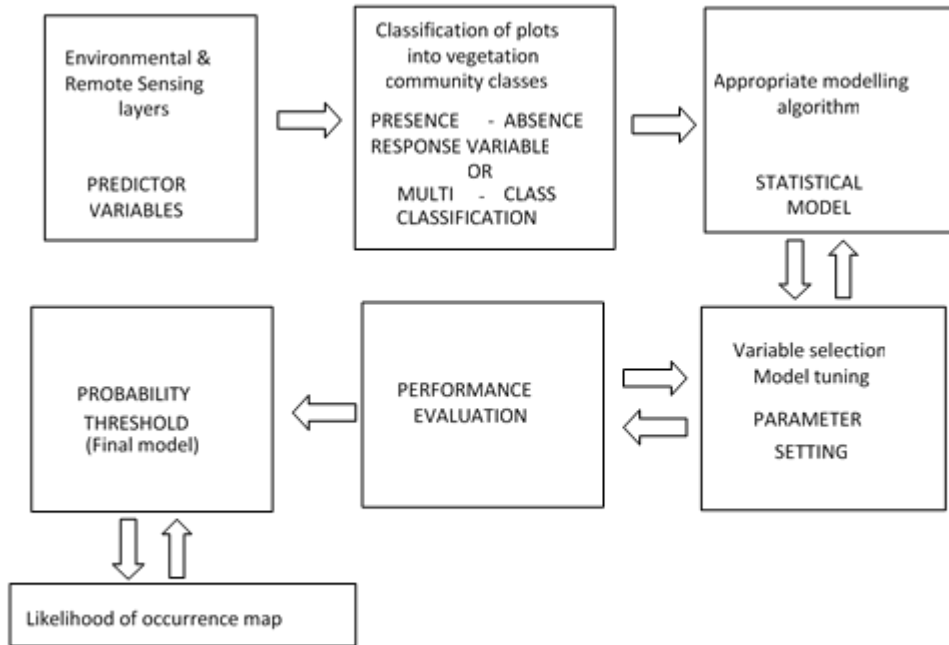 Environmental &
Remote Sensing
layers
PREDICTOR
VARIABLES
Classification of plots
into vegetation
community classes
PRESENCE - ABSENCE
RESPONSE VARIABLE
OR
MULTI - CLASS
CLASSIFICATION
Appropriate modelling
algorithm
STATISTICAL
MODEL
Variable selection
Model tuning
PARAMETER
SETTING
PERFORMANCE
EVALUATION
PROBABILITY
THRESHOLD
(Final model)
Likelihood of occurrence map